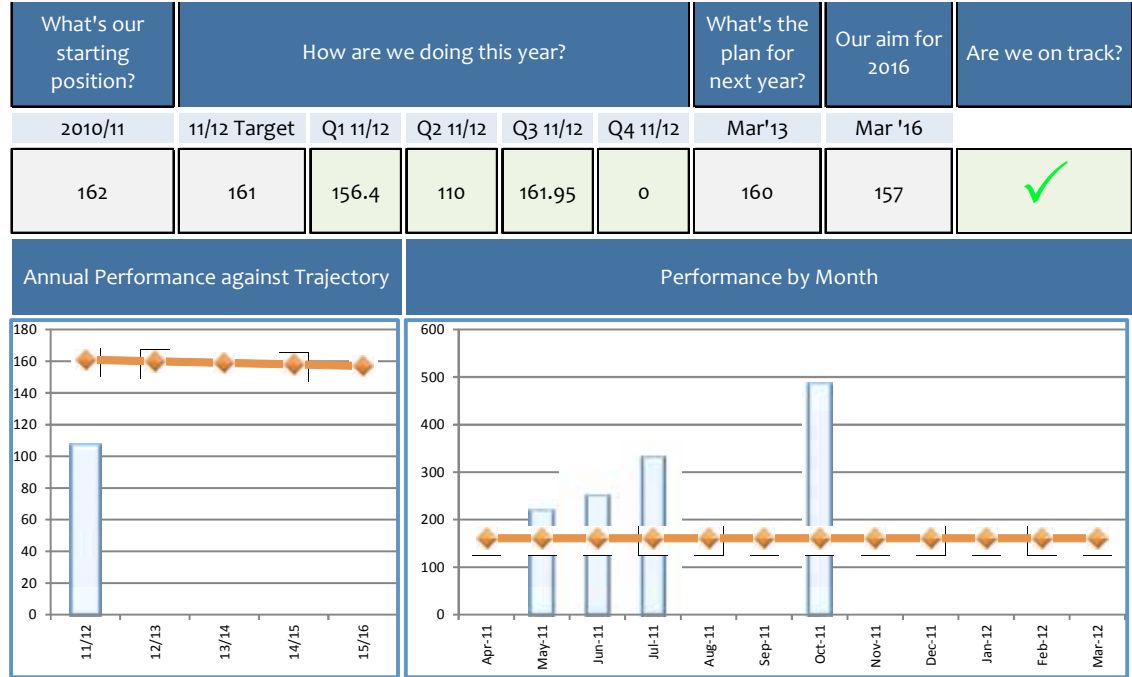 What's our
starting
position?
How are we doing this year?
What's the
plan for
next year?
Our aim for
2016
Are we on track?
2010/11
11/12 Target
Q1 11/12
Q2 11/12
Q3 11/12
Q4 11/12
Mar'13
Mar '16
162
161
156.4
110
161.95
0
160
157
Annual Performance against Trajectory
Performance by Month
180
160
140
120
100
80
60
40
20
0
11/12
12/13
13/14
14/15
15/16
600
500
400
300
200
100
0
Apr-11
May-11
Jun-11
Jul-11
Aug-11
Sep-11
Oct-11
Nov-11
Dec-11
Jan-12
Feb-12
Mar-12